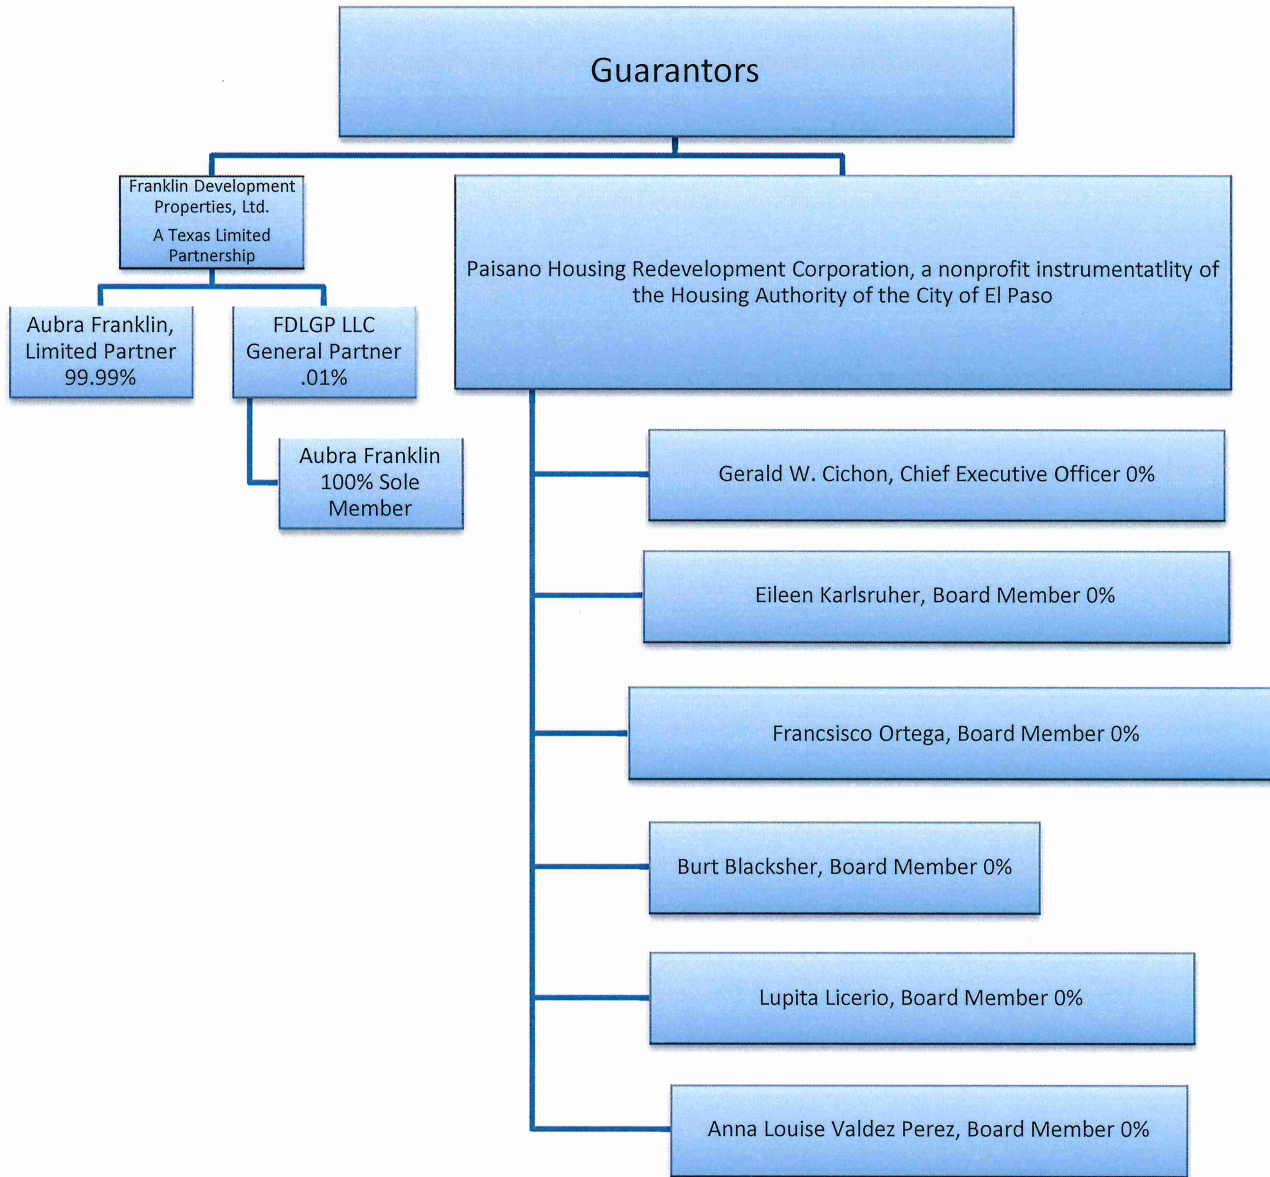 Guarantors
Franklin Development
Properties, Ltd.
A Texas Limited
Partnership
Paisano Housing Redevelopment Corporation, a nonprofit instrumentatlity of
the Housing Authority of the City of El Paso
Aubra Franklin,
Limited Partner
99.99%
FDLGP LLC
General Partner
.01%
Aubra Franklin
100% Sole
Member
Gerald W. Cichon, Chief Executive Officer 0%
Eileen Karlsruher, Board Member 0%
Francsisco Ortega, Board Member 0%
Burt Blacksher, Board Member 0%
Lupita Licerio, Board Member 0%
Anna Louise Valdez Perez, Board Member 0%